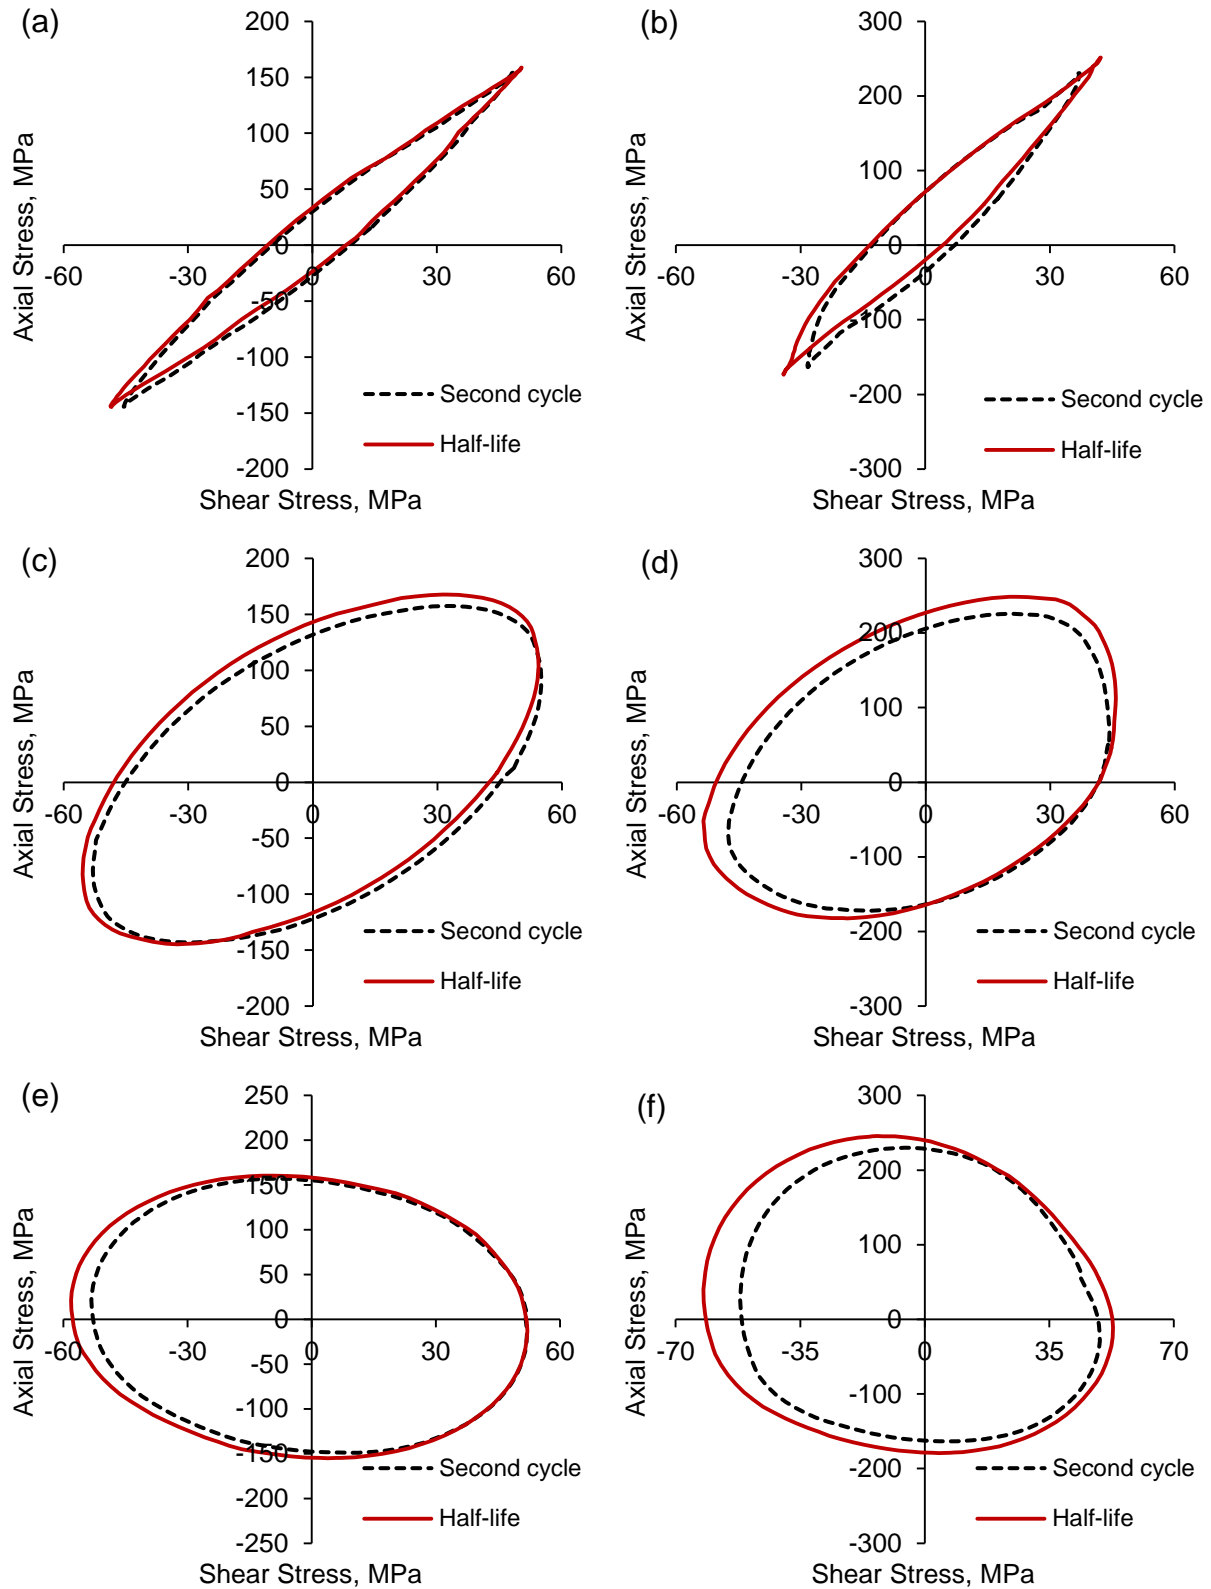 (a)
200
150
100
50
0
-50
-100
-150
-200
-60
-30
0
30
60
Axial Stress, MPa
Shear Stress, MPa
Second cycle
Half-life
(b)
300
200
100
0
-100
-200
-300
-60
-30
0
30
60
Axial Stress, MPa
Shear Stress, MPa
Second cycle
Half-life
(c)
200
150
100
50
0
-50
-100
-150
-200
-60
-30
0
30
60
Axial Stress, MPa
Shear Stress, MPa
Second cycle
Half-life
(d)
300
200
100
0
-100
-200
-300
-60
-30
0
30
60
Axial Stress, MPa
Shear Stress, MPa
Second cycle
Half-life
(e)
250
200
150
100
50
0
-50
-100
-150
-200
-250
-60
-30
0
30
60
Axial Stress, MPa
Shear Stress, MPa
Second cycle
Half-life
(f)
300
200
100
0
-100
-200
-300
-70
-35
0
35
70
Axial Stress, MPa
Shear Stress, MPa
Second cycle
Half-life